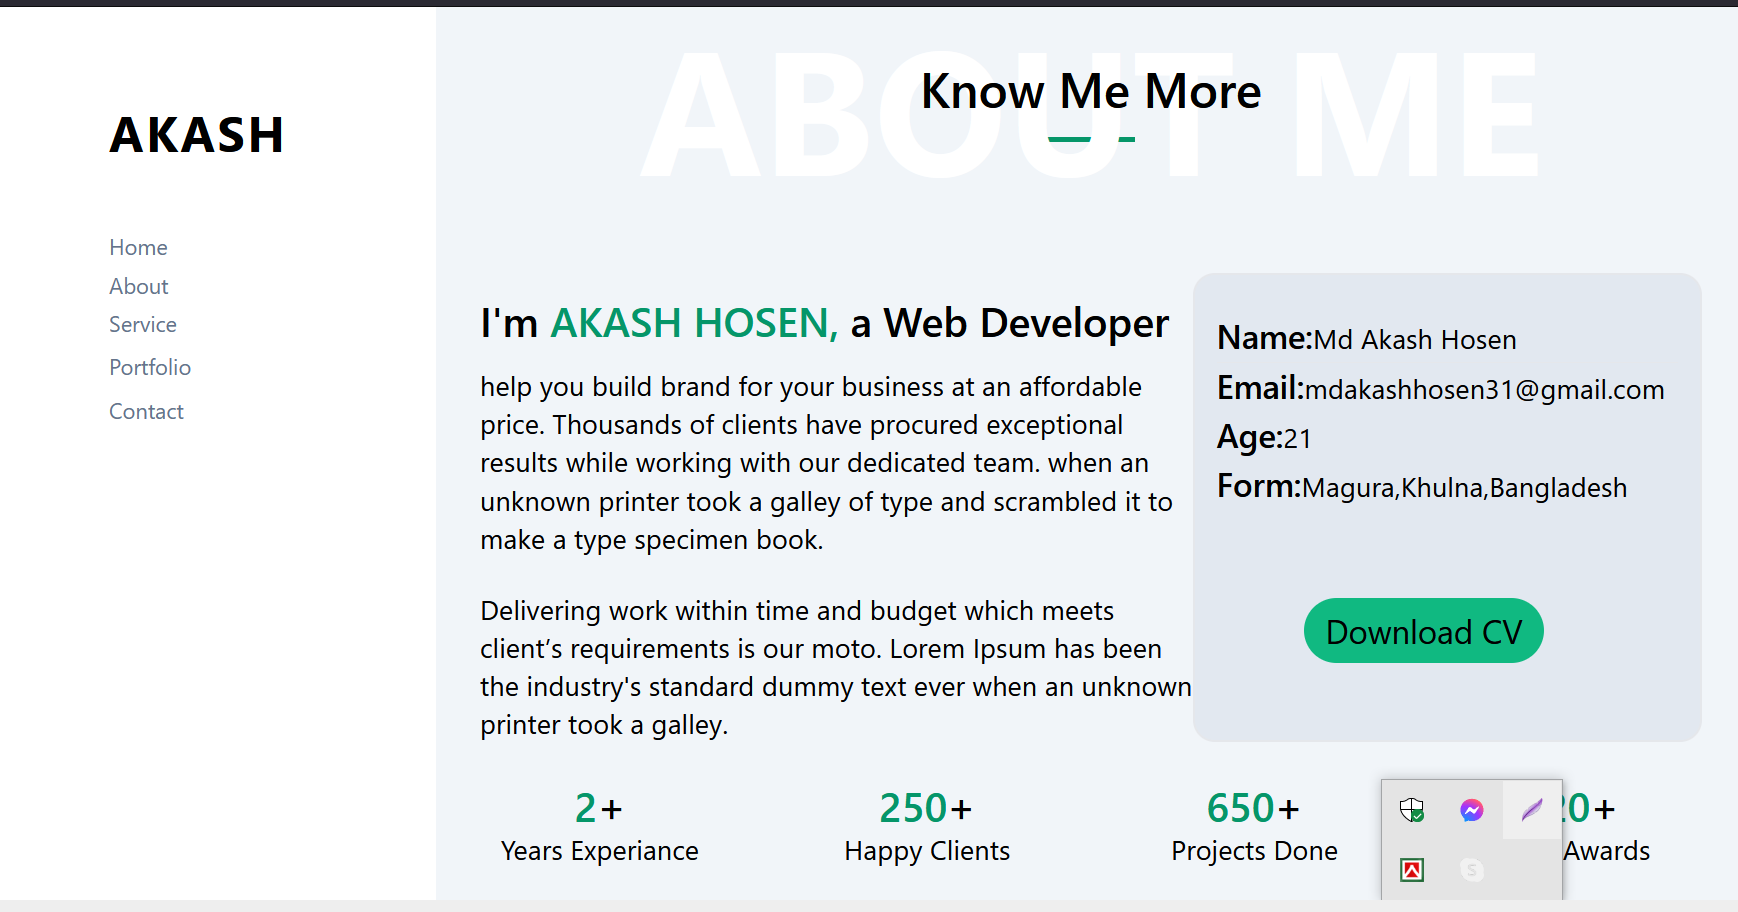 AKASH
Home
About
Service
Portfolio
Contact
ABOUT ME
Know Me More
I'm AKASH HOSEN, a Web Developer
help you build brand for your business at an affordable
price. Thousands of clients have procured exceptional
results while working with our dedicated team. when an
unknown printer took a galley of type and scrambled it to
make a type specimen book.
Delivering work within time and budget which meets
client’s requirements is our moto. Lorem Ipsum has been
the industry's standard dummy text ever when an unknown
printer took a galley.
Name:Md Akash Hosen
Email:mdakashhosen31@gmail.com
Age:21
Form:Magura,Khulna,Bangladesh
Download CV
2+
Years Experiance
250+
Happy Clients
650+
Projects Done
20+
Awards